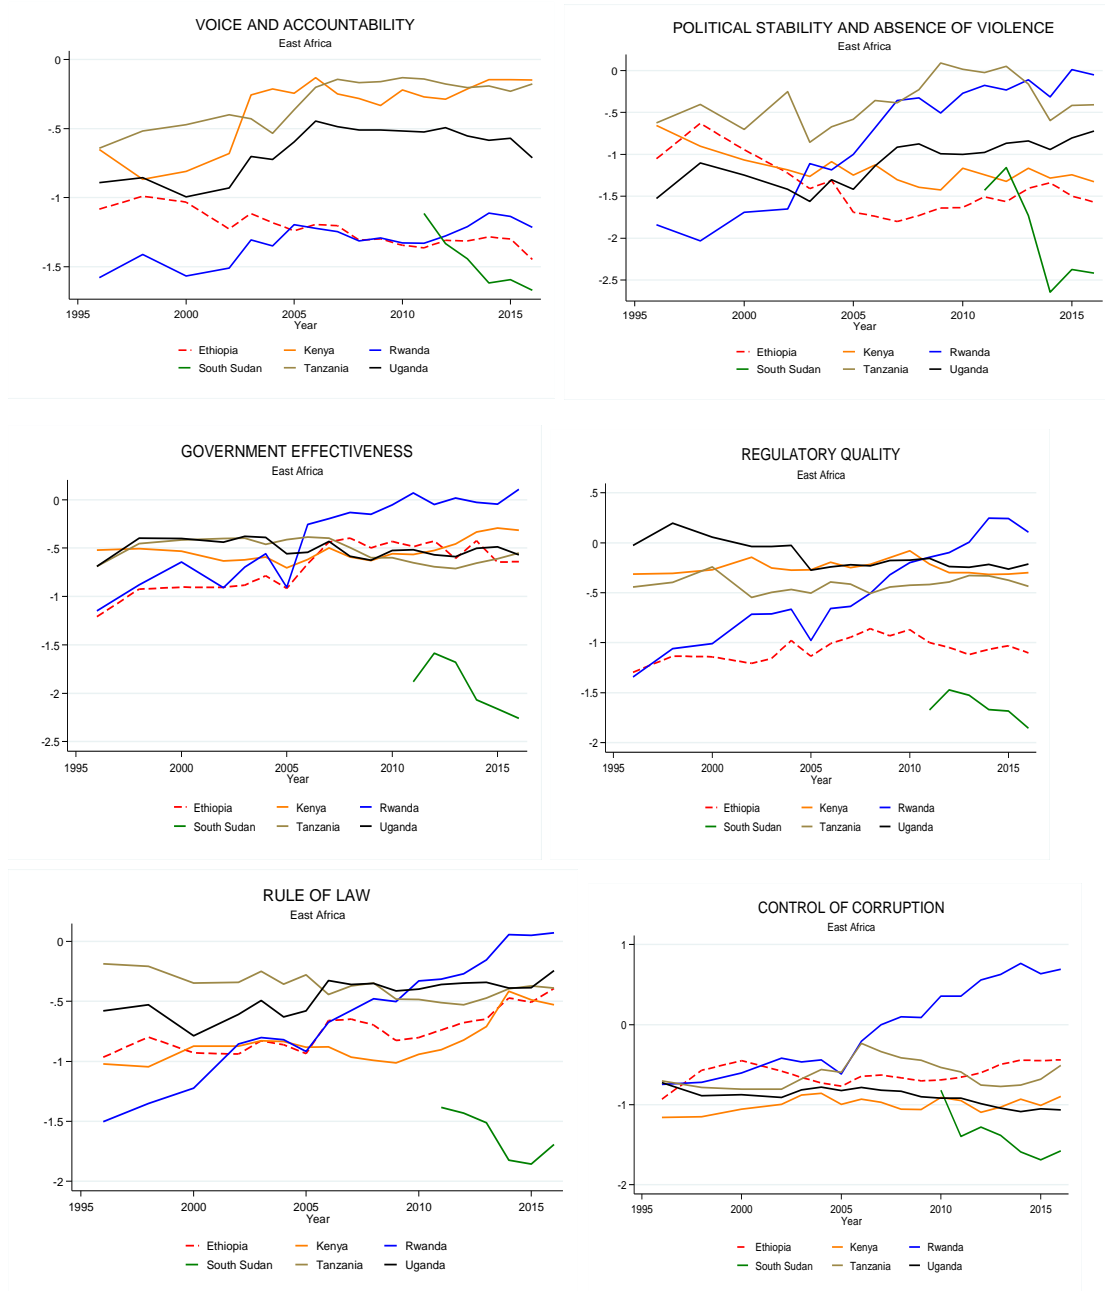 VOICE AND ACCOUNTABILITY
East Africa
0
-.5
-1
-1.5
1995 2000 2005 2010 2015
Year
Ethiopia Kenya Rwanda
South Sudan Tanzania Uganda
POLITICAL STABILITY AND ABSENCE OF VIOLENCE
East Africa
0
-.5
-1
-1.5
-2
-2.5
1995 2000 2005 2010 2015
Year
Ethiopia Kenya Rwanda
South Sudan Tanzania Uganda
GOVERNMENT EFFECTIVENESS
East Africa
0
-.5
-1
-1.5
-2
-2.5
1995 2000 2005 2010 2015
Year
Ethiopia Kenya Rwanda
South Sudan Tanzania Uganda
REGULATORY QUALITY
East Africa
.5
0
-.5
-1
-1.5
-2
1995 2000 2005 2010 2015
Year
Ethiopia Kenya Rwanda
South Sudan Tanzania Uganda
RULE OF LAW
East Africa
0
-.5
-1
-1.5
-2
1995 2000 2005 2010 2015
Year
Ethiopia Kenya Rwanda
South Sudan Tanzania Uganda
CONTROL OF CORRUPTION
East Africa
1
0
-1
-2
1995 2000 2005 2010 2015
Year
Ethiopia Kenya Rwanda
South Sudan Tanzania Uganda